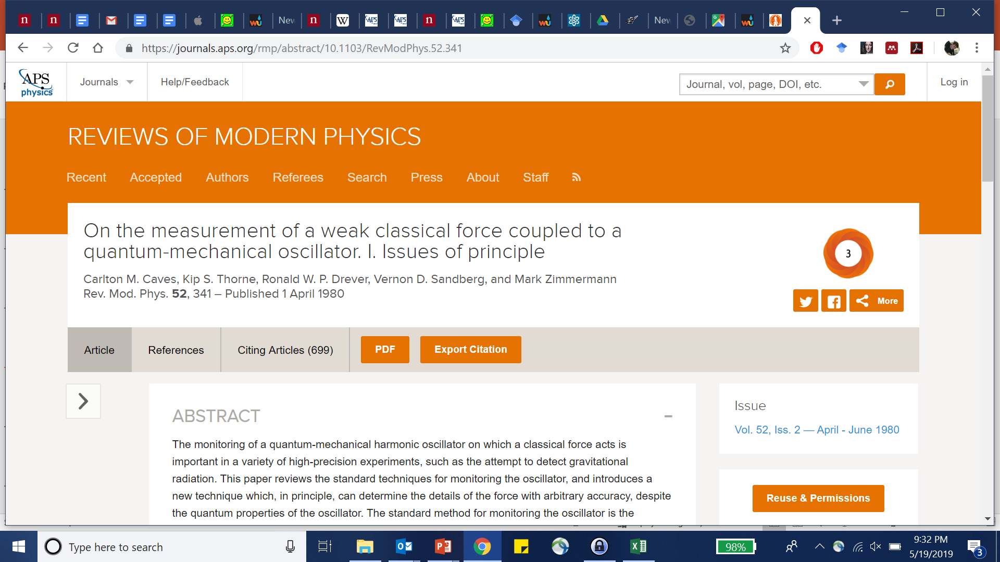 New
New
https://journals.aps.org/rmp/abstract/10.1103/RevModPhys.52.341
APS
physics
Journals
Help/Feedback
Journal, vol, page, DOI, etc.
Log in
REVIEWS OF MODERN PHYSICS
Recent Accepted Authors Referees Search Press About Staff
On the measurement of a weak classical force coupled to a
quantum-mechanical oscillator. I. Issues of principle
3
Carlton M. Caves, Kip S. Thorne, Ronald W. P. Drever, Vernon D. Sandberg, and Mark Zimmermann
Rev. Mod. Phys. 52, 341 – Published 1 April 1980
More
Article References Citing Articles (699) PDF Export Citation
ABSTRACT
The monitoring of a quantum-mechanical harmonic oscillator on which a classical force acts is
important in a variety of high-precision experiments, such as the attempt to detect gravitational
radiation. This paper reviews the standard techniques for monitoring the oscillator, and introduces a
new technique which, in principle, can determine the details of the force with arbitrary accuracy, despite
the quantum properties of the oscillator. The standard method for monitoring the oscillator is the
Issue
Vol. 52, Iss. 2 — April - June 1980
Reuse & Permissions
Type here to search
98%
9:32 PM
5/19/2019
3